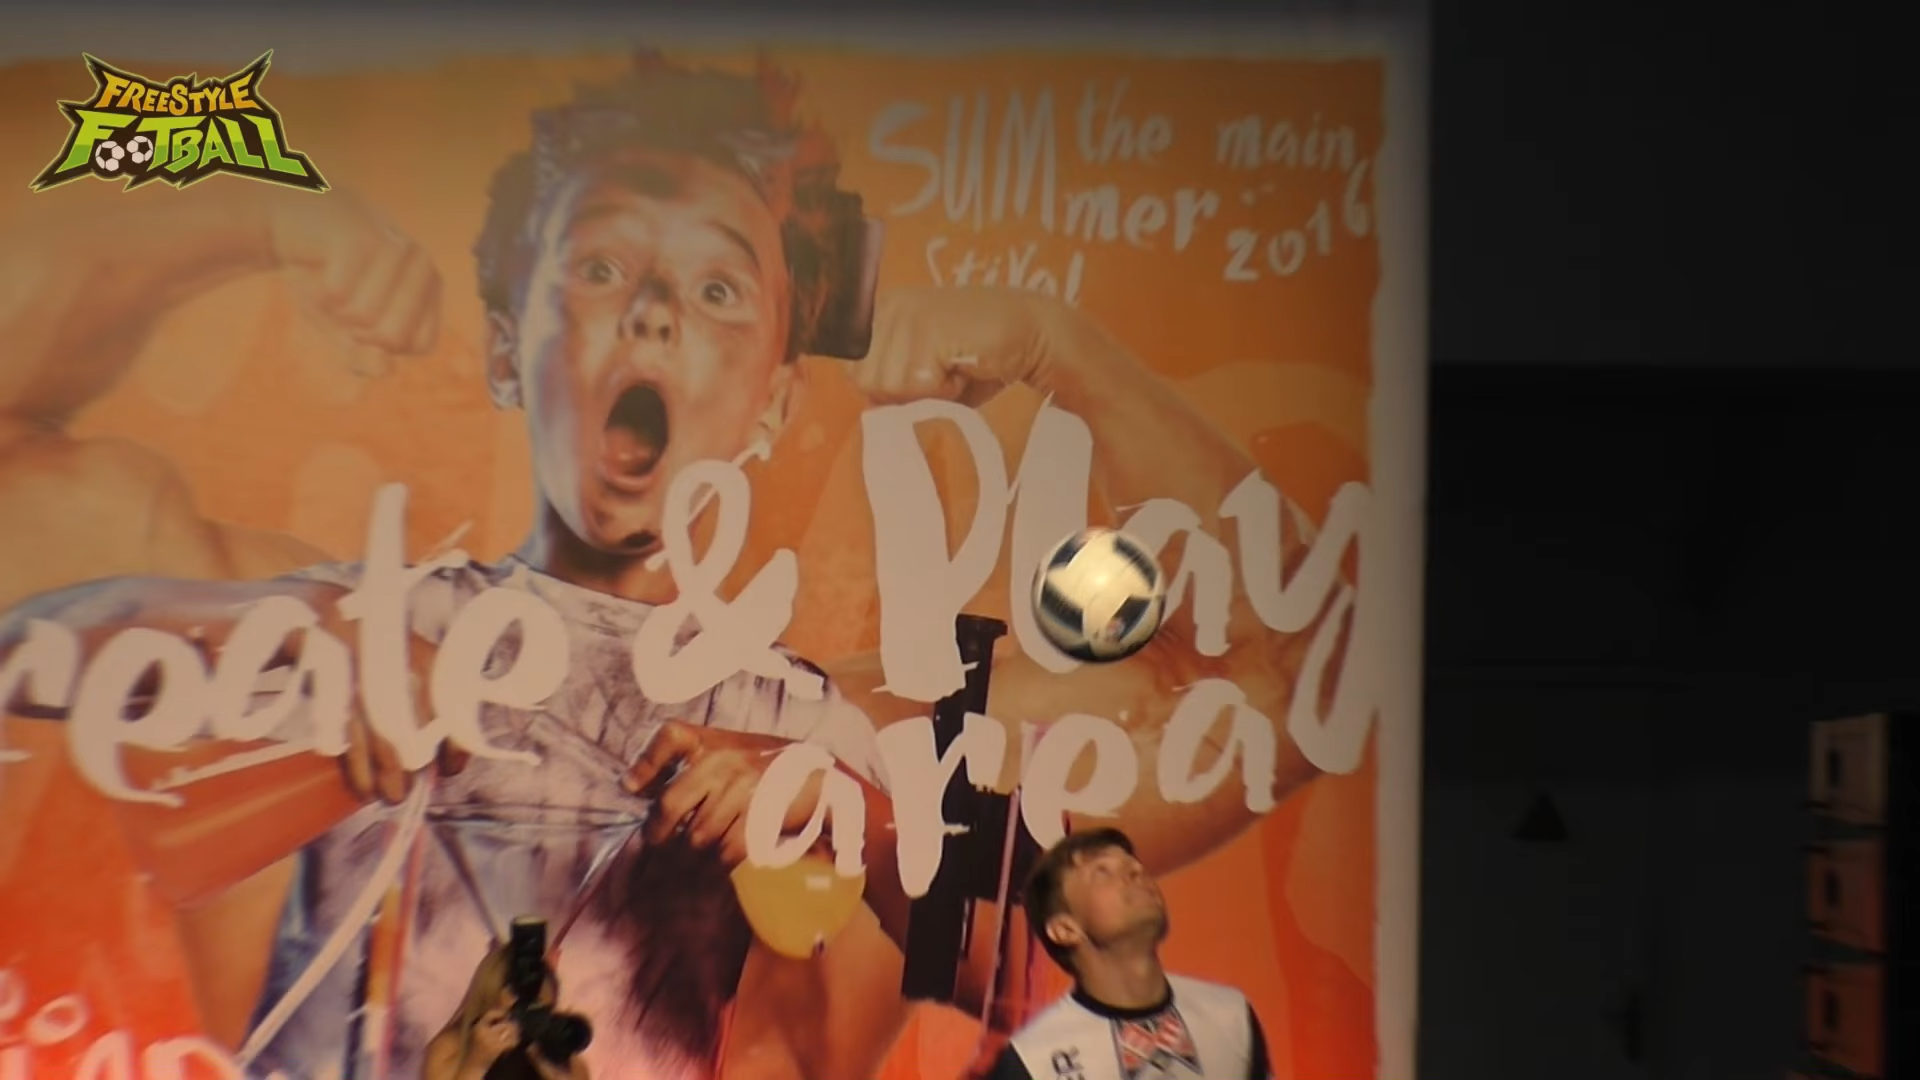 FREESTYLE
FOOTBALL
SUM the main
mer 2016
stival
reate & Play
area